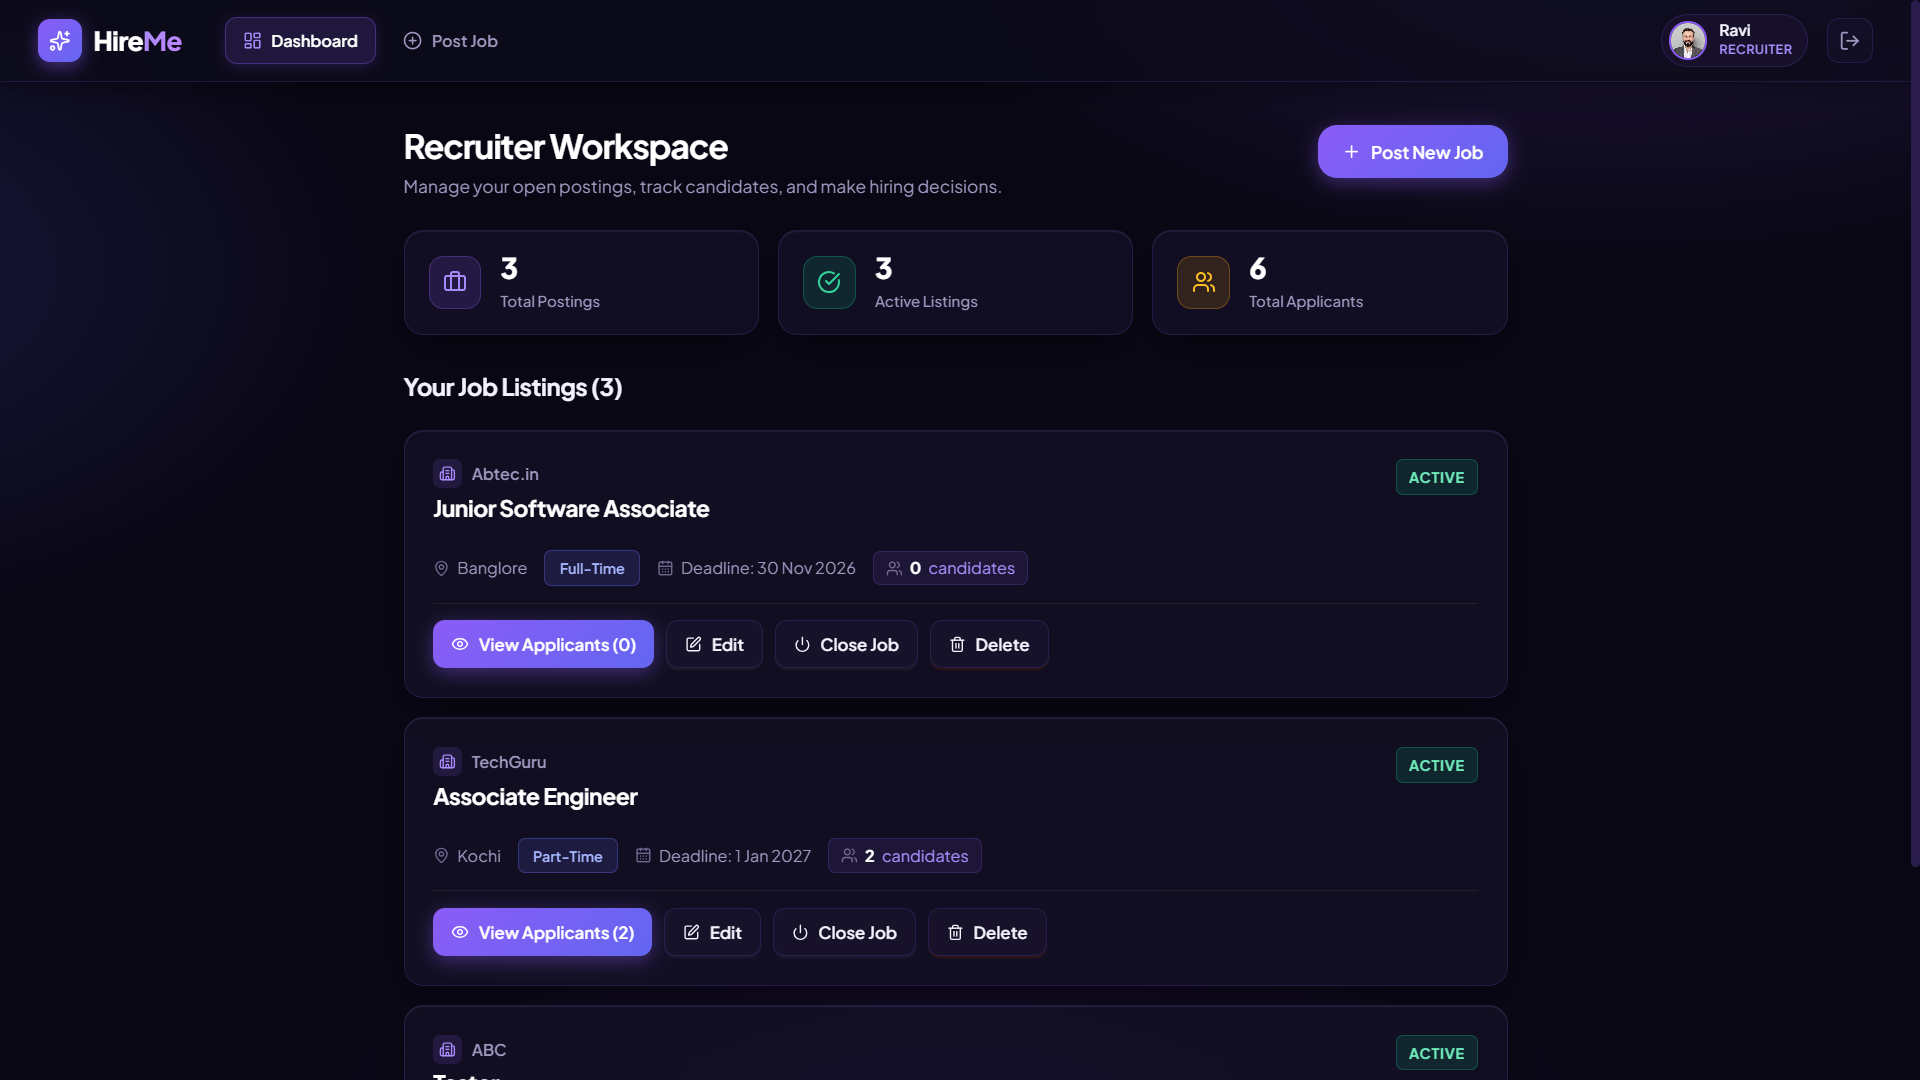 HireMe
Dashboard
Post Job
Ravi
RECRUITER
Recruiter Workspace
Manage your open postings, track candidates, and make hiring decisions.
Post New Job
3
Total Postings
3
Active Listings
6
Total Applicants
Your Job Listings (3)
Abtec.in
ACTIVE
Junior Software Associate
Banglore
Full-Time
Deadline: 30 Nov 2026
0 candidates
View Applicants (0)
Edit
Close Job
Delete
TechGuru
ACTIVE
Associate Engineer
Kochi
Part-Time
Deadline: 1 Jan 2027
2 candidates
View Applicants (2)
Edit
Close Job
Delete
ABC
ACTIVE